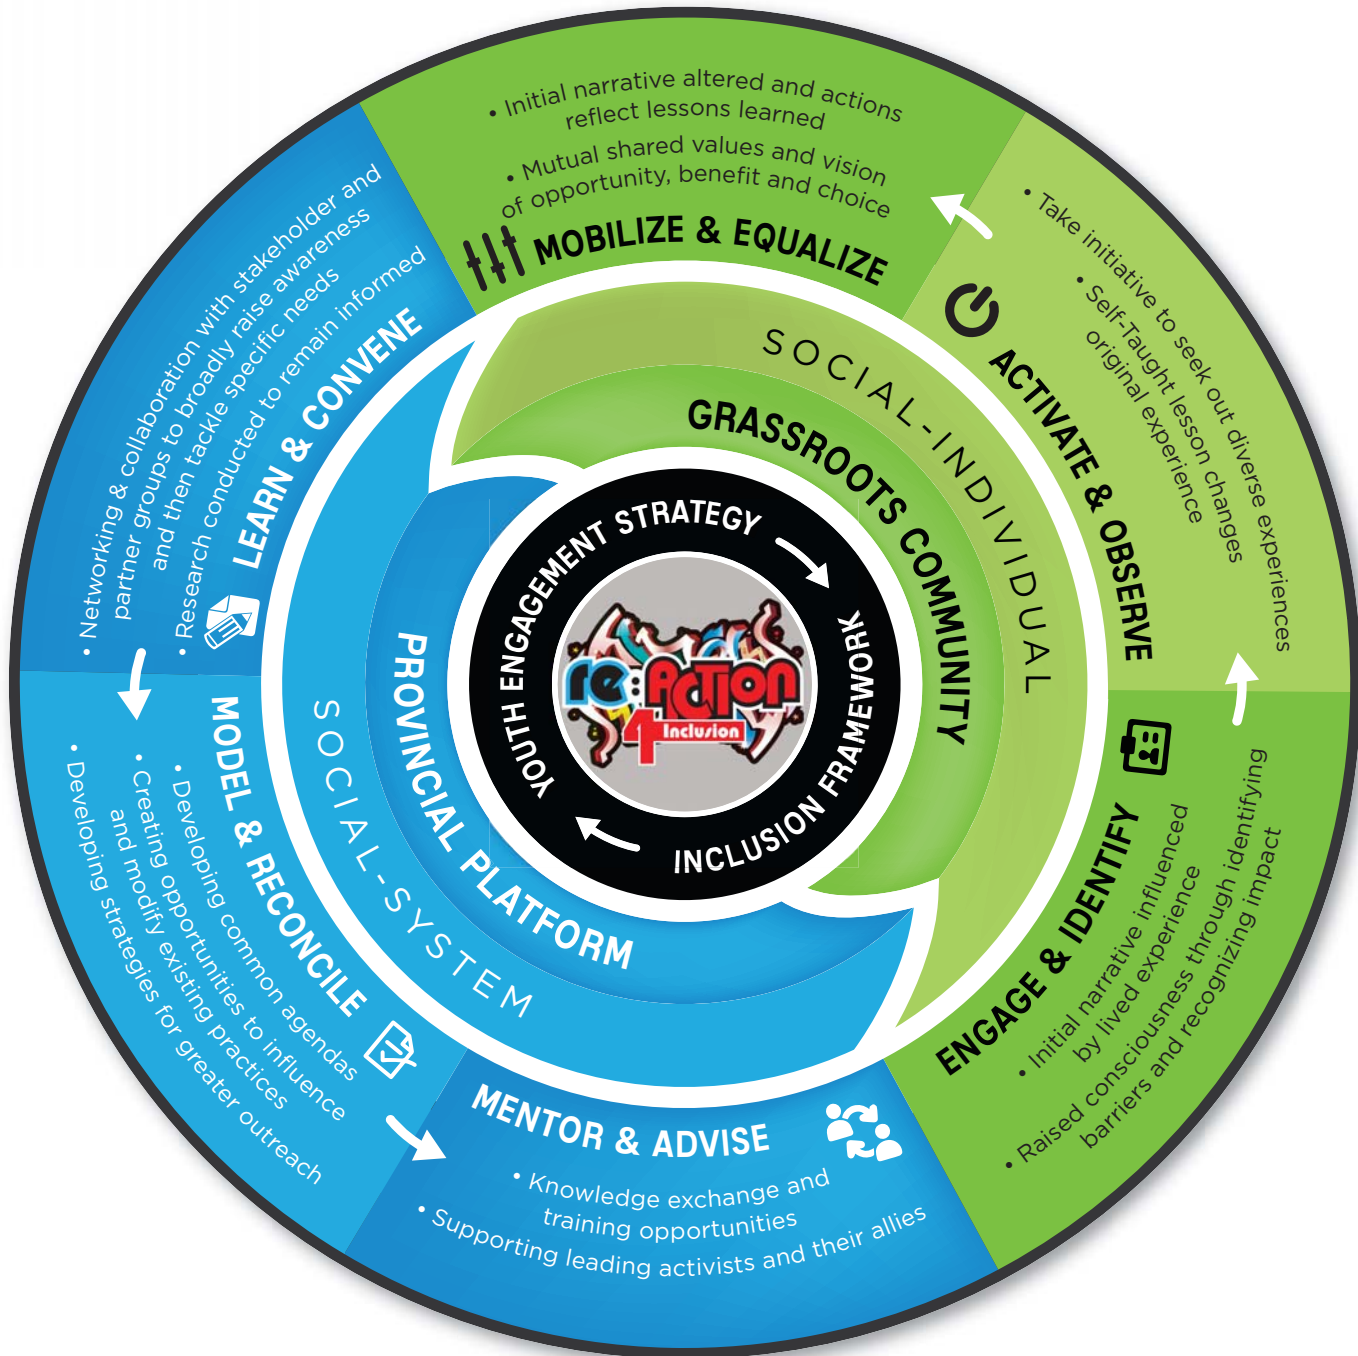 • Initial narrative altered and actions
reflect lessons learned
• Mutual shared values and vision
of opportunity, benefit and choice
MOBILIZE & EQUALIZE
• Take initiative to seek out diverse experiences
• Self-Taught lesson changes
original experience
ACTIVATE & OBSERVE
ENGAGE & IDENTIFY
• Initial narrative influenced
by lived experience
• Raised consciousness through identifying
barriers and recognizing impact
MENTOR & ADVISE
• Knowledge exchange and
training opportunities
• Supporting leading activists and their allies
MODEL & RECONCILE
• Developing common agendas
• Creating opportunities to influence
and modify existing practices
• Developing strategies for greater outreach
• Networking & collaboration with stakeholder and
partner groups to broadly raise awareness
and then tackle specific needs
• Research conducted to remain informed
LEARN & CONVENE
SOCIAL-INDIVIDUAL
GRASSROOTS COMMUNITY
SOCIAL-SYSTEM
PROVINCIAL PLATFORM
YOUTH ENGAGEMENT STRATEGY
INCLUSION FRAMEWORK
re:ACTion
4 Inclusion